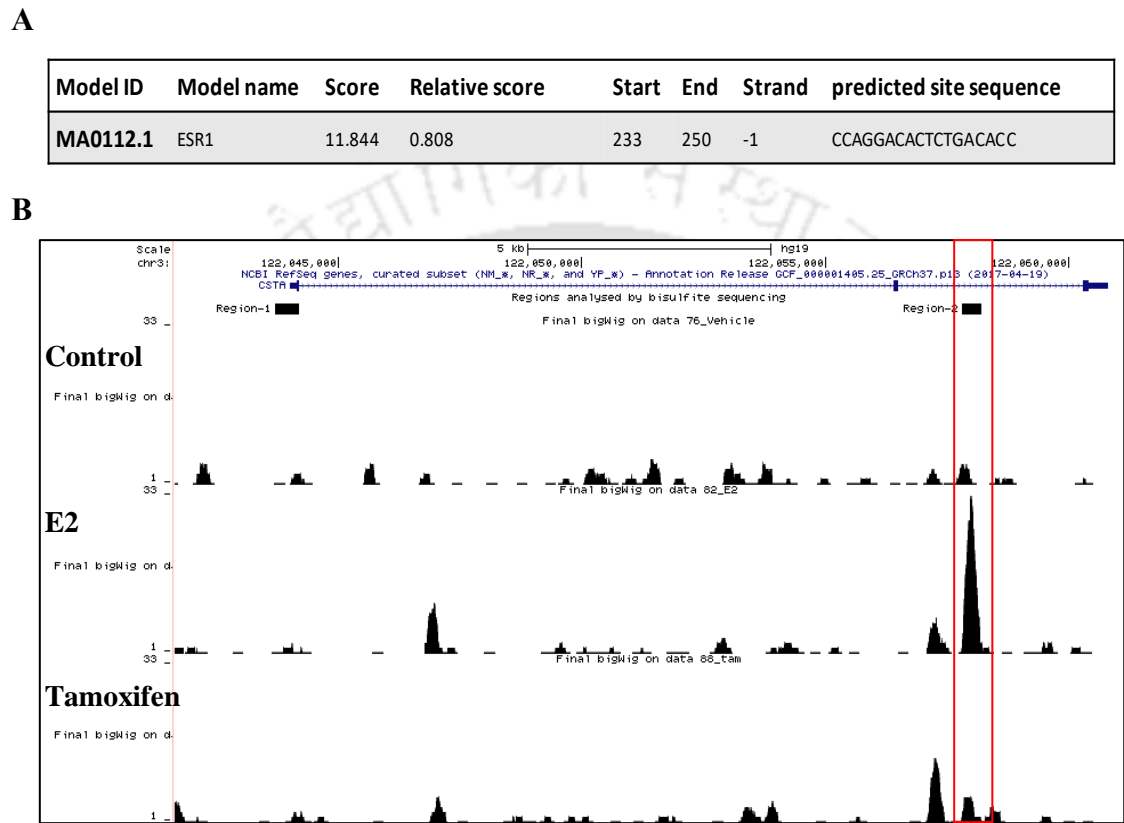 A
Model ID Model name Score Relative score Start End Strand predicted site sequence
MA0112.1 ESR1 11.844 0.808 233 250 -1 CCAGGACACTCTGACACC
B
Scale 5 kb hg19
chr3: 122,045,000| 122,050,000| 122,055,000| 122,060,000|
NCBI RefSeq genes, curated subset (NM_*, NR_*, and YP_*) - Annotation Release GCF_000001405.25_GRCh37.p13 (2017-04-19)
CSTA
Regions analysed by bisulfite sequencing
Region-1 Region-2
33 _ Final bigWig on data 76_Vehicle
Control
Final bigWig on d
1 _
33 _ Final bigWig on data 82_E2
E2
Final bigWig on d
1 _
33 _ Final bigWig on data 88_tam
Tamoxifen
Final bigWig on d
1 _